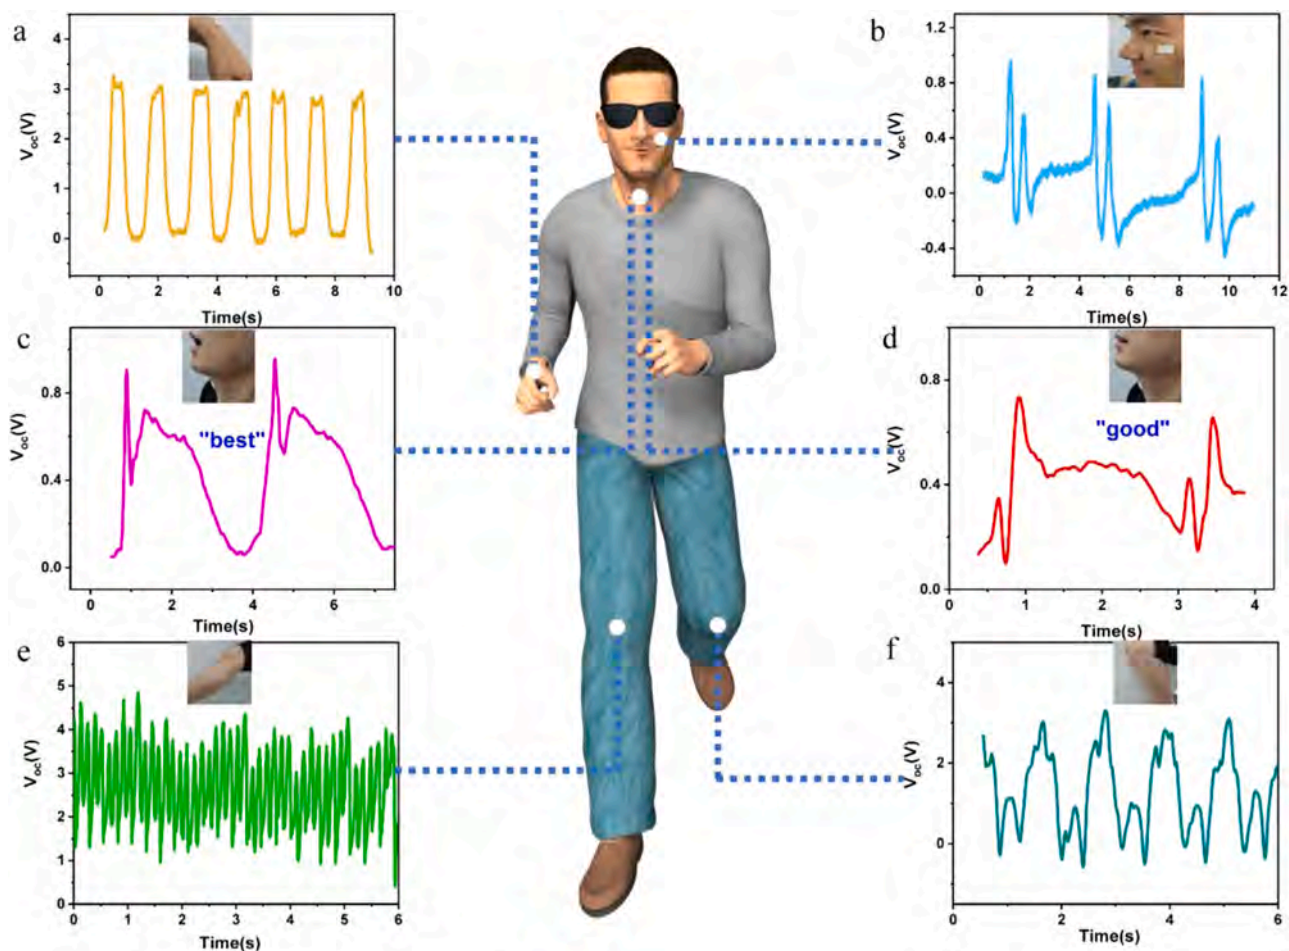 a
4
3
2
1
0
0 2 4 6 8 10
Voc(V)
Time(s)
b
1.2
0.8
0.4
0.0
-0.4
0 2 4 6 8 10 12
Voc(V)
Time(s)
c
0.8
0.4
0.0
0 2 4 6
Voc(V)
Time(s)
"best"
d
0.8
0.4
0.0
0 1 2 3 4
Voc(V)
Time(s)
"good"
e
6
5
4
3
2
1
0
0 1 2 3 4 5 6
Voc(V)
Time(s)
f
4
2
0
0 2 4 6
Voc(V)
Time(s)